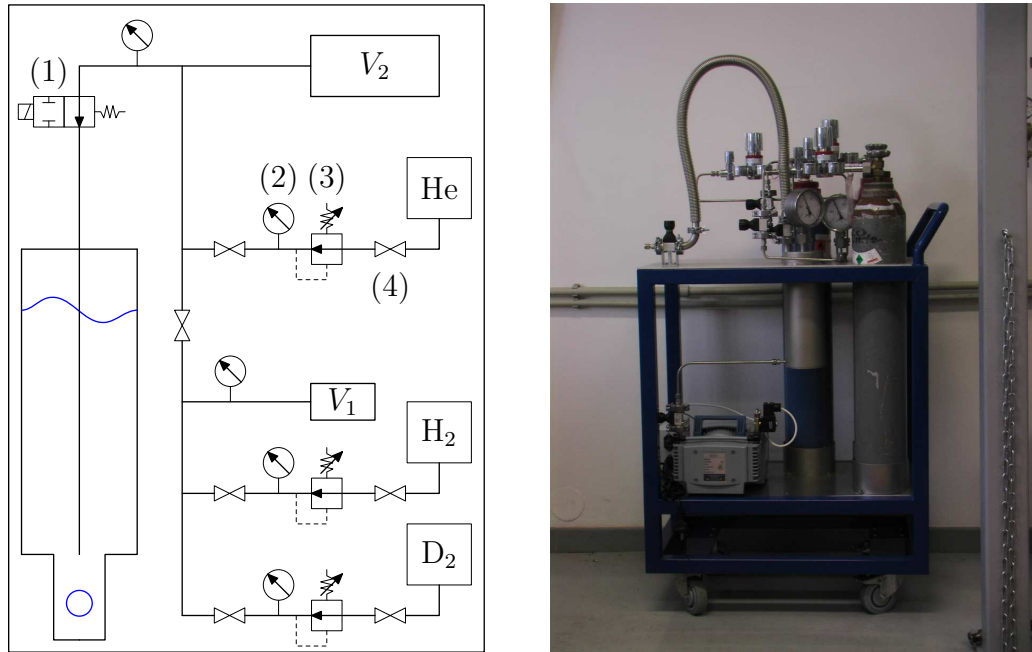 (1)
V₂
(2) (3)
He
(4)
V₁
H₂
D₂